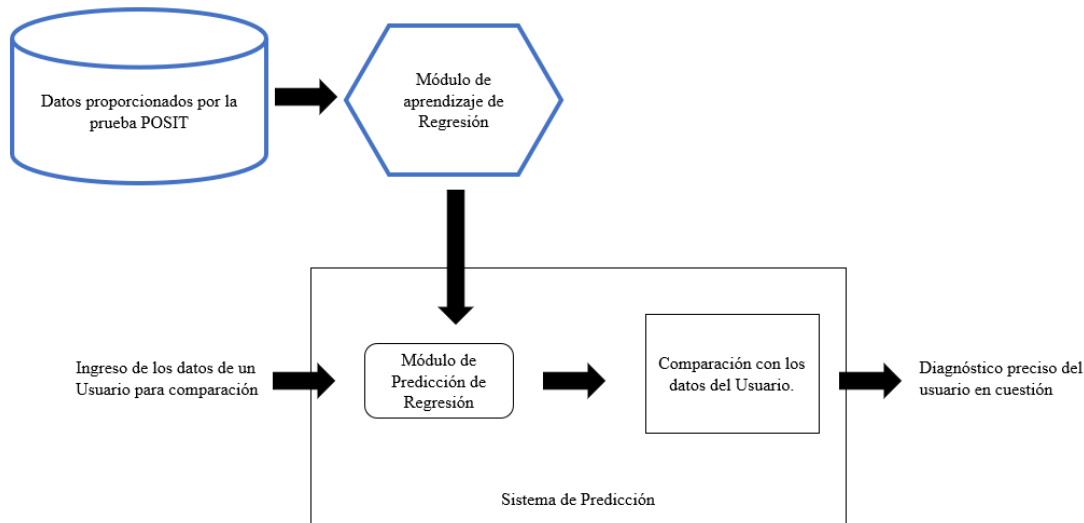 Datos proporcionados por la
prueba POSIT
Módulo de
aprendizaje de
Regresión
Ingreso de los datos de un
Usuario para comparación
Módulo de
Predicción de
Regresión
Comparación con los
datos del Usuario.
Diagnóstico preciso del
usuario en cuestión
Sistema de Predicción